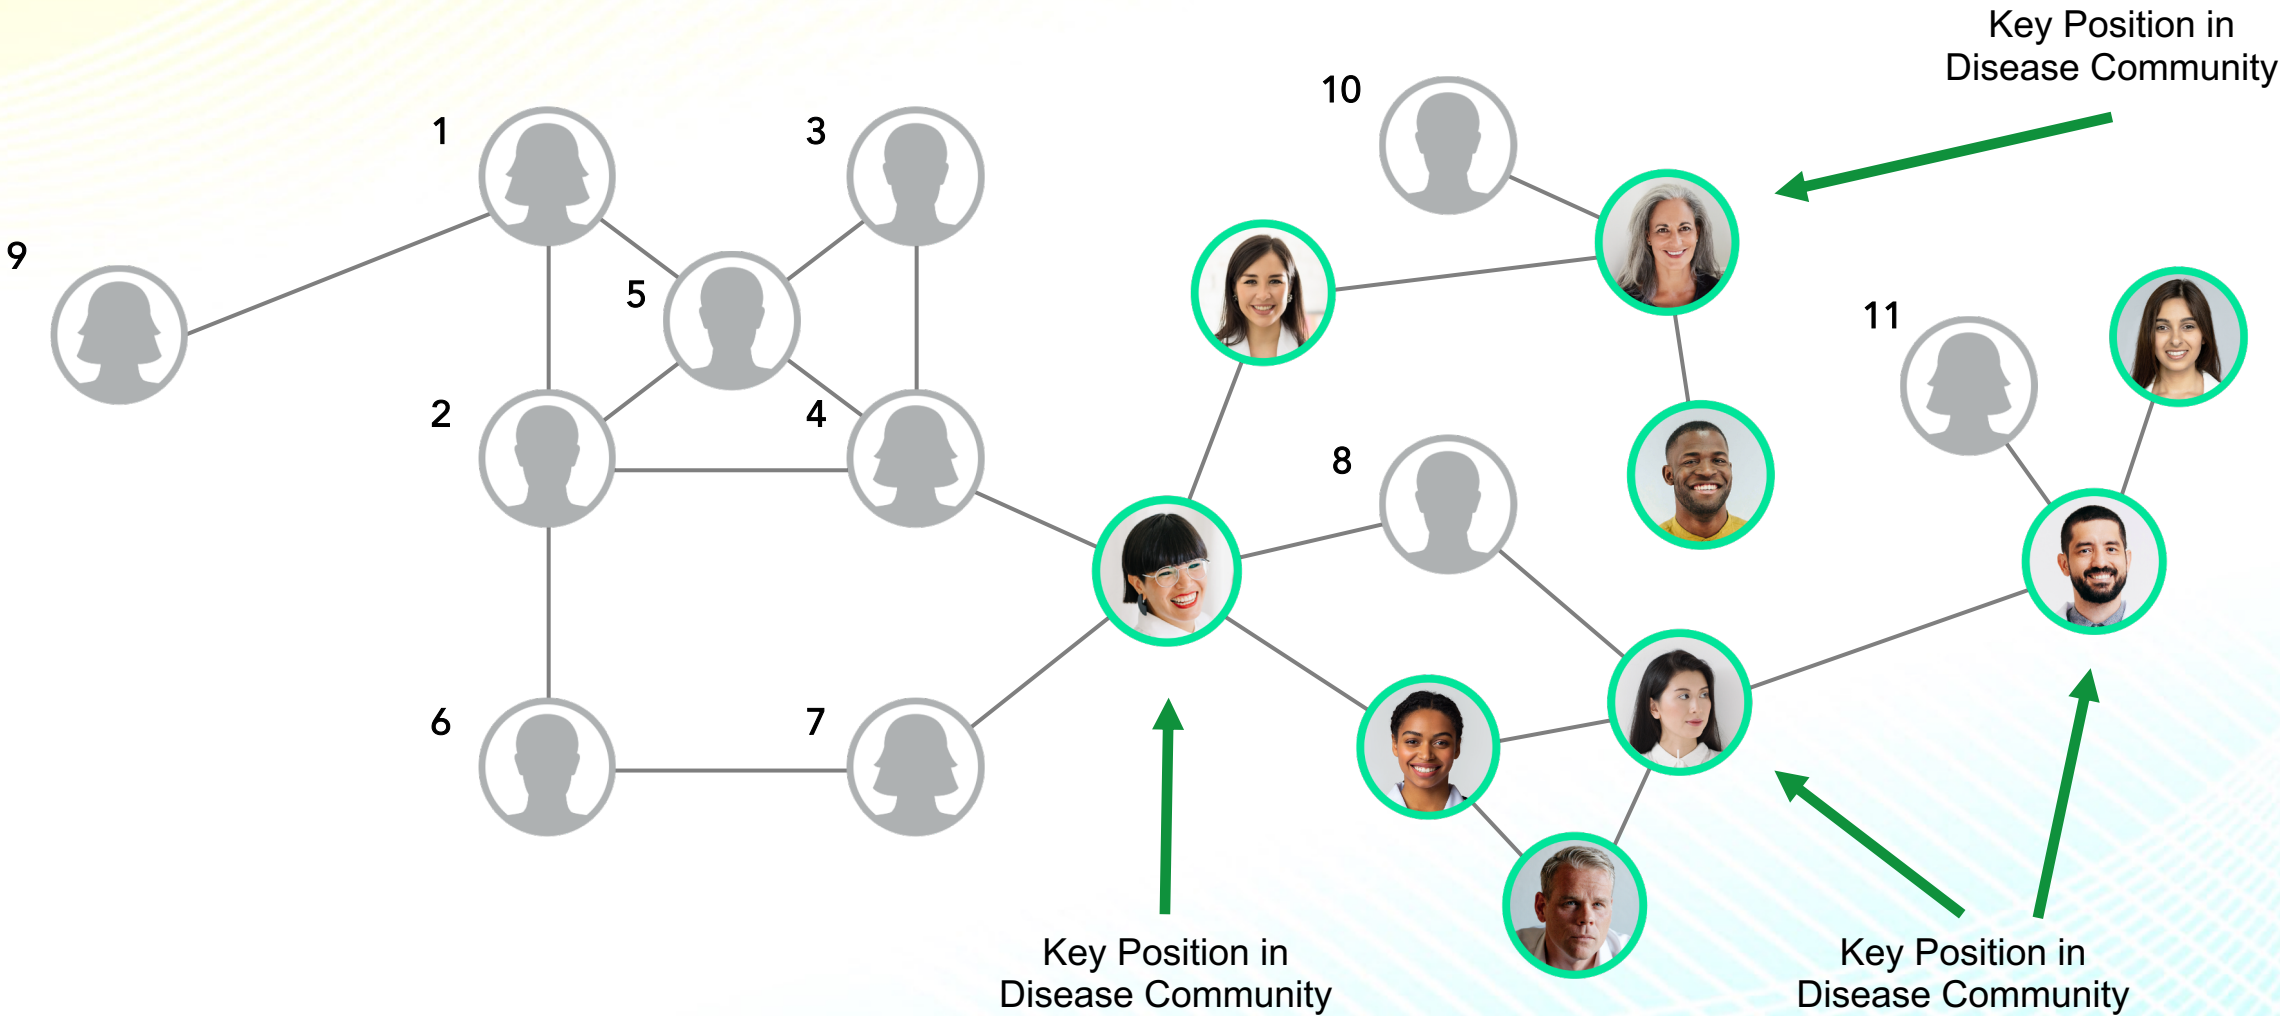 Key Position in
Disease Community
10
1
3
9
5
11
2
4
8
6
7
Key Position in
Disease Community
Key Position in
Disease Community